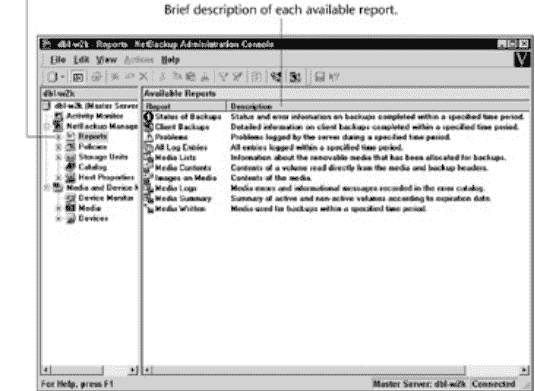 Brief description of each available report.
dbl-w2k Reports NetBackup Administration Console
File Edit View Actions Help
dbl-w2k
Available Reports
Report Description
dbl-w2k (Master Server
Activity Monitor
NetBackup Manage
Reports
Policies
Storage Units
Catalog
Host Properties
Media and Device
Device Monitor
Media
Devices
Status of Backups Status and error information on backups completed within a specified time period.
Client Backups Detailed information on client backups completed within a specified time period.
Problems Problems logged by the server during a specified time period.
All Log Entries All entries logged within a specified time period.
Media Lists Information about the removable media that has been allocated for backups.
Media Contents Contents of a volume read directly from the media and backup headers.
Images on Media Contents of the media.
Media Logs Media errors and informational messages recorded in the error catalog.
Media Summary Summary of active and non-active volumes according to expiration date.
Media Written Media used for backups within a specified time period.
For Help, press F1
Master Server: dbl-w2k Connected